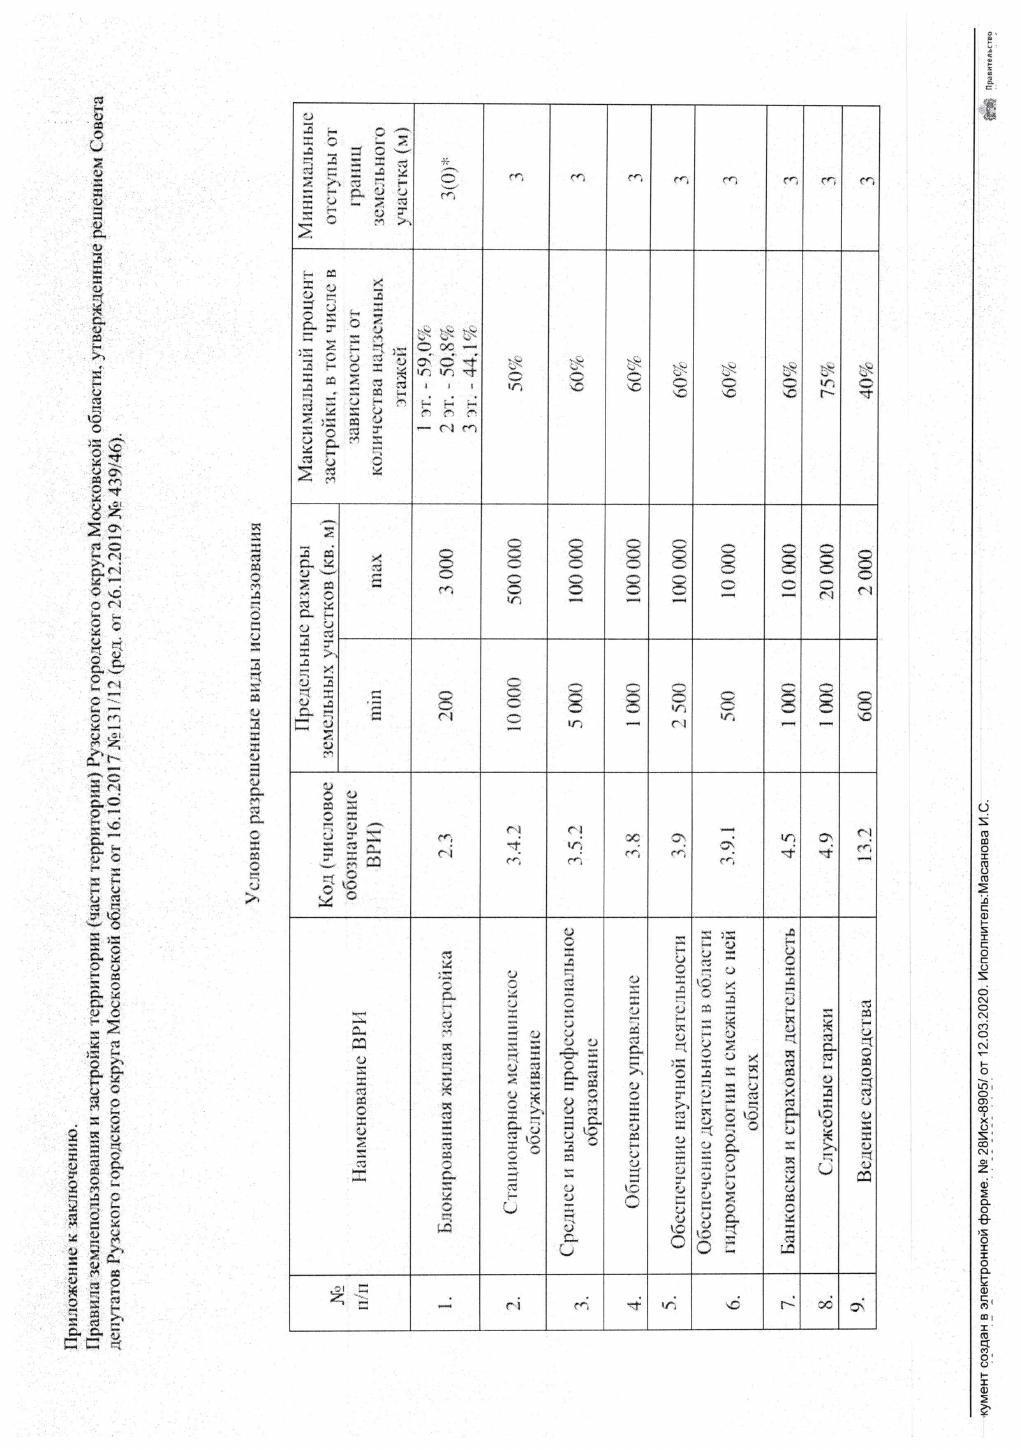 Приложение к заключению.
Правила землепользования и застройки территории (части территории) Рузского городского округа Московской области, утвержденные решением Совета
депутатов Рузского городского округа Московской области от 16.10.2017 №131/12 (ред. от 26.12.2019 № 439/46).
Условно разрешенные виды использования
№ п/п
Наименование ВРИ
Код (числовое обозначение ВРИ)
Предельные размеры земельных участков (кв. м)
min
max
Максимальный процент застройки, в том числе в зависимости от количества надземных этажей
Минимальные отступы от границ земельного участка (м)
1. Блокированная жилая застройка 2.3 200 3 000 1 эт. - 59,0% 3(0)*
2 эт. - 50,8%
3 эт. - 44,1%
2. Стационарное медицинское обслуживание 3.4.2 10 000 500 000 50% 3
3. Среднее и высшее профессиональное образование 3.5.2 5 000 100 000 60% 3
4. Общественное управление 3.8 1 000 100 000 60% 3
5. Обеспечение научной деятельности 3.9 2 500 100 000 60% 3
6. Обеспечение деятельности в области гидрометеорологии и смежных с ней областях 3.9.1 500 10 000 60% 3
7. Банковская и страховая деятельность 4.5 1 000 10 000 60% 3
8. Служебные гаражи 4.9 1 000 20 000 75% 3
9. Ведение садоводства 13.2 600 2 000 40% 3
кумент создан в электронной форме. № 28Исх-8905/ от 12.03.2020. Исполнитель:Масанова И.С.
Правительство